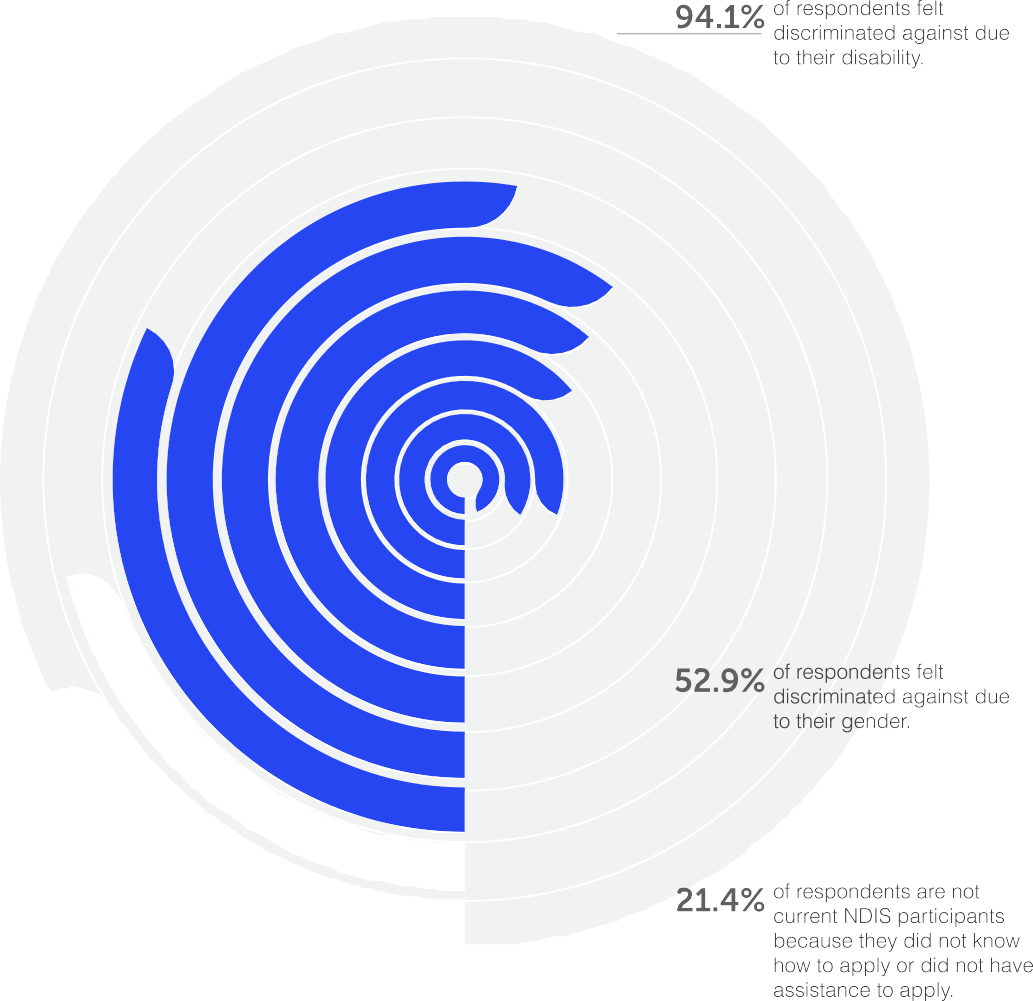 94.1% of respondents felt
discriminated against due
to their disability.
52.9% of respondents felt
discriminated against due
to their gender.
21.4% of respondents are not
current NDIS participants
because they did not know
how to apply or did not have
assistance to apply.